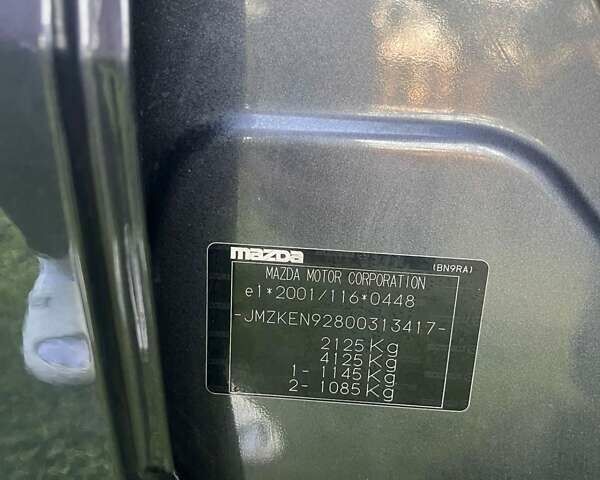 mazda
(BN9RA)
MAZDA MOTOR CORPORATION
e1*2001/116*0448
-JMZKEN92800313417-
2125Kg
4125Kg
1- 1145Kg
2- 1085Kg